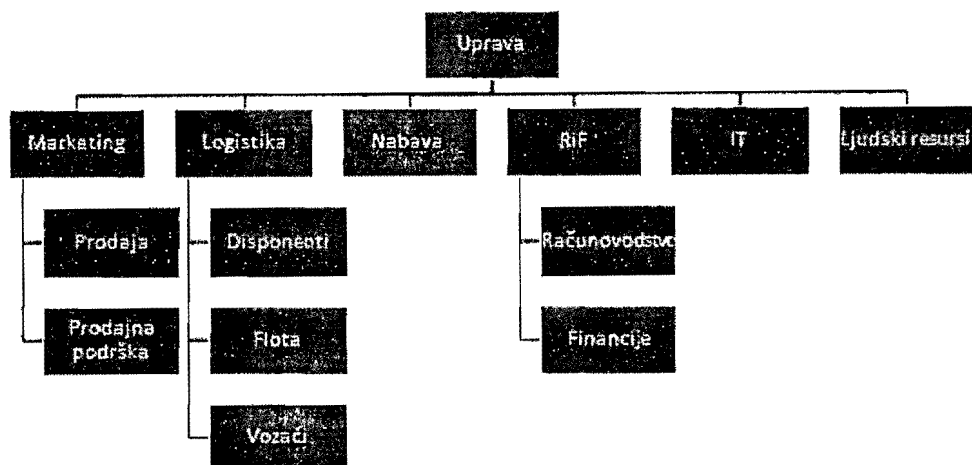 Uprava
Marketing
Logistika
Nabava
RiF
IT
Ljudski resursi
Prodaja
Disponenti
Računovodstvo
Prodajna
podrška
Flota
Financije
Vozači